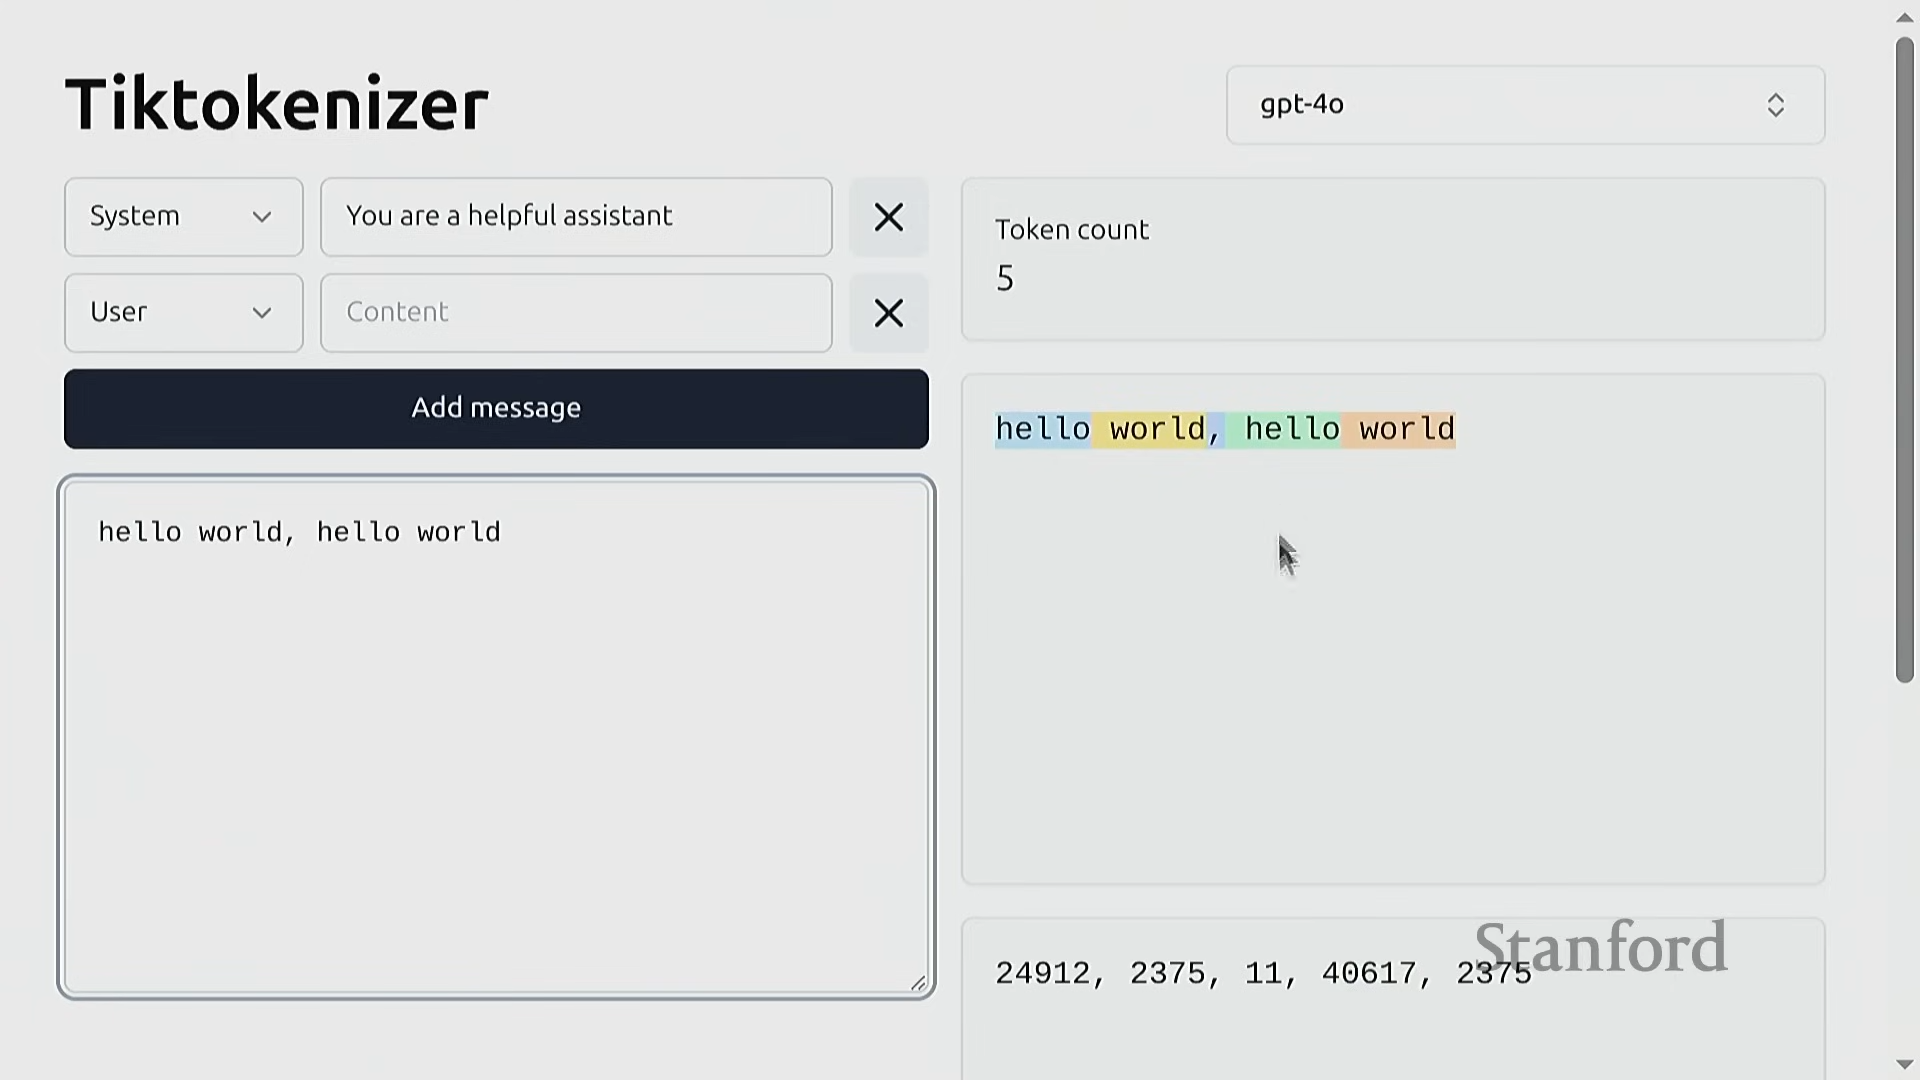 Tiktokenizer
gpt-4o
System
You are a helpful assistant
User
Content
Add message
hello world, hello world
Token count
5
hello world, hello world
24912, 2375, 11, 40617, 2375
Stanford